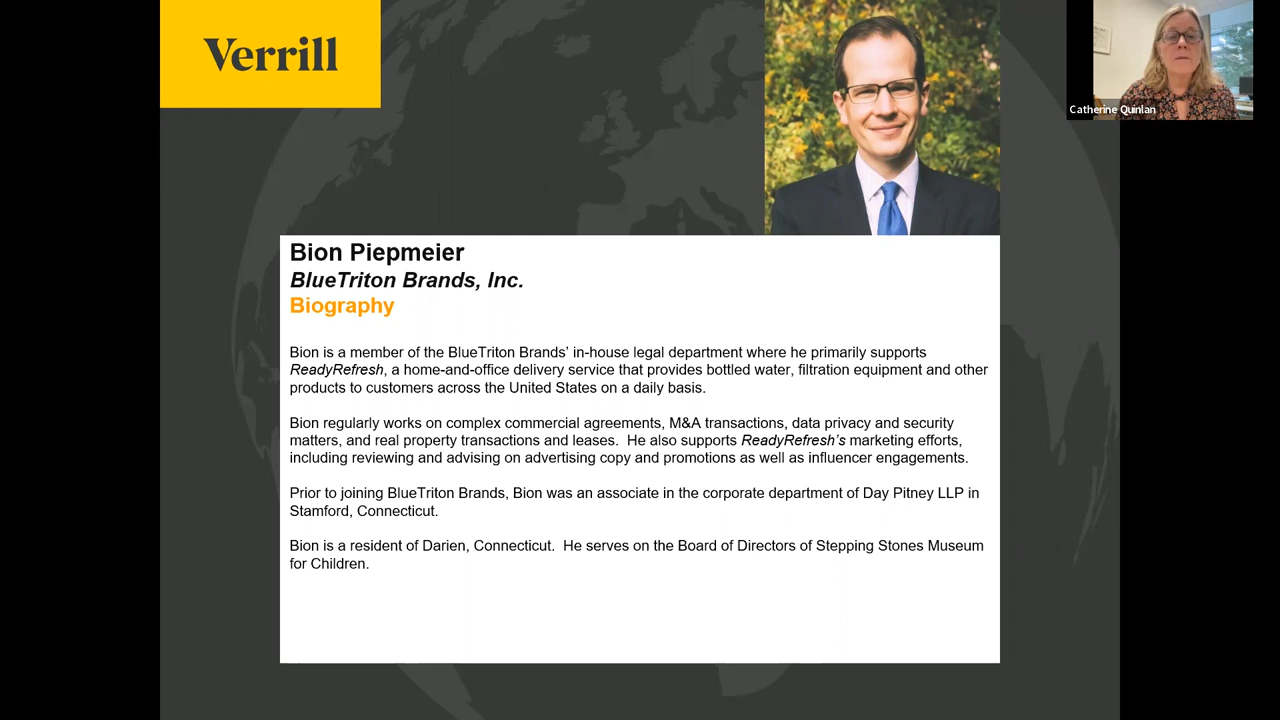 Verrill
Catherine Quinlan
Bion Piepmeier
BlueTriton Brands, Inc.
Biography
Bion is a member of the BlueTriton Brands' in-house legal department where he primarily supports
ReadyRefresh, a home-and-office delivery service that provides bottled water, filtration equipment and other
products to customers across the United States on a daily basis.
Bion regularly works on complex commercial agreements, M&A transactions, data privacy and security
matters, and real property transactions and leases.  He also supports ReadyRefresh's marketing efforts,
including reviewing and advising on advertising copy and promotions as well as influencer engagements.
Prior to joining BlueTriton Brands, Bion was an associate in the corporate department of Day Pitney LLP in
Stamford, Connecticut.
Bion is a resident of Darien, Connecticut.  He serves on the Board of Directors of Stepping Stones Museum
for Children.